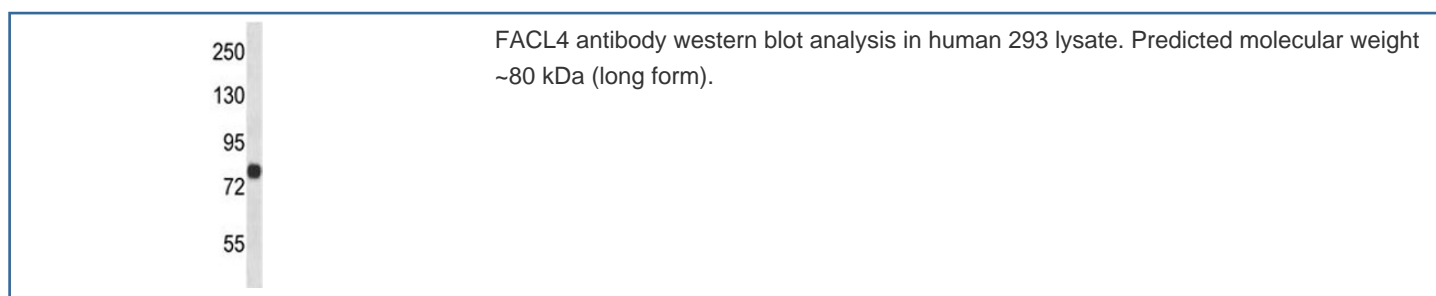 250
130
95
72
55
FACL4 antibody western blot analysis in human 293 lysate. Predicted molecular weight
~80 kDa (long form).